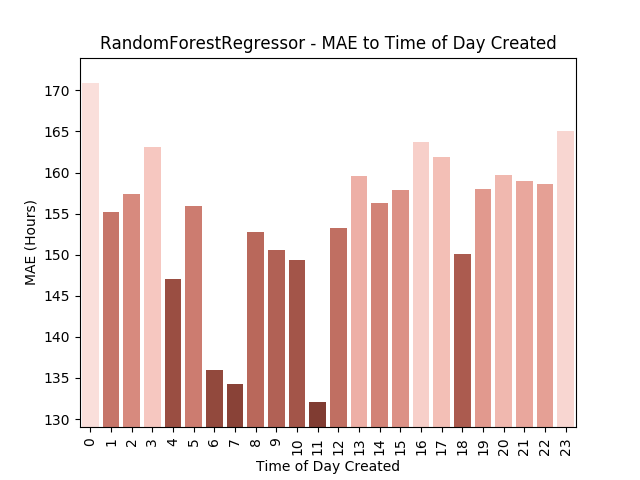 RandomForestRegressor - MAE to Time of Day Created
170
165
160
155
150
145
140
135
130
MAE (Hours)
0 1 2 3 4 5 6 7 8 9 10 11 12 13 14 15 16 17 18 19 20 21 22 23
Time of Day Created